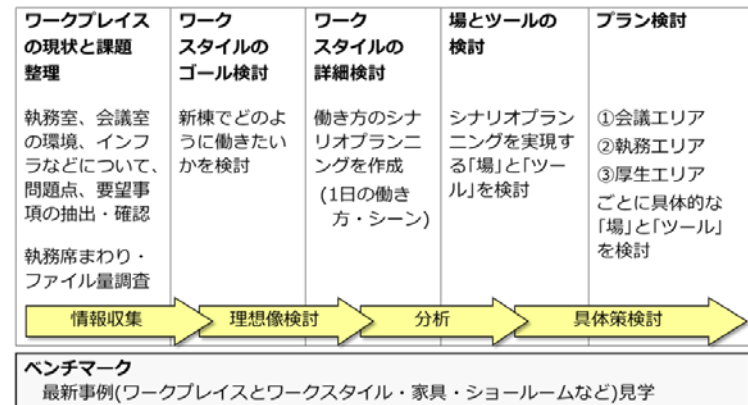 ワークプレイス
の現状と課題
整理
執務室、会議室
の環境、インフ
ラなどについて、
問題点、要望事
項の抽出・確認
執務席まわり・
ファイル量調査
ワーク
スタイルの
ゴール検討
新棟でどのよ
うに働きたい
かを検討
ワーク
スタイルの
詳細検討
働き方のシナ
リオプランニ
ングを作成
(1日の働き
方・シーン)
場とツールの
検討
シナリオプラン
ニングを実現す
る「場」と「ツー
ル」を検討
プラン検討
①会議エリア
②執務エリア
③厚生エリア
ごとに具体的な
「場」と「ツール」
を検討
情報収集
理想像検討
分析
具体策検討
ベンチマーク
最新事例(ワークプレイスとワークスタイル・家具・ショールームなど)見学